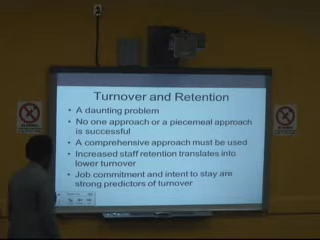 Turnover and Retention
• A daunting problem
• No one approach or a piecemeal approach
is successful
• A comprehensive approach must be used
• Increased staff retention translates into
lower turnover
• Job commitment and intent to stay are
strong predictors of turnover